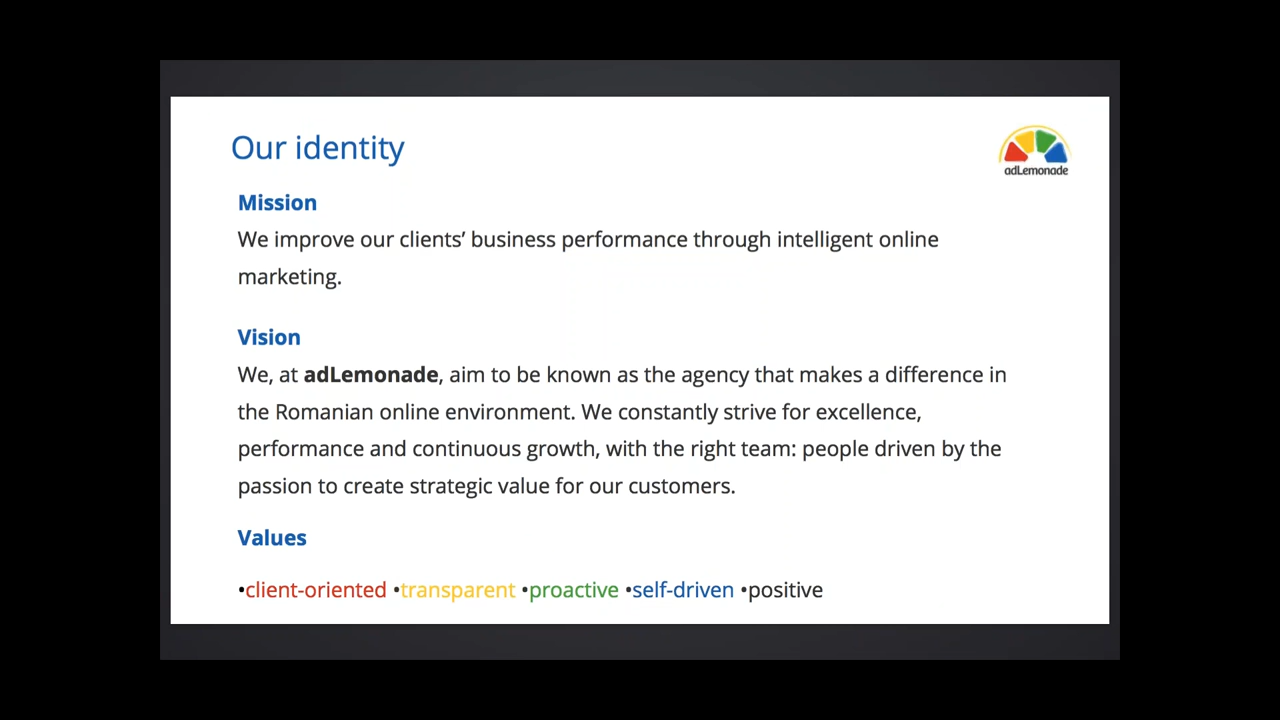 Our identity
adLemonade
Mission
We improve our clients’ business performance through intelligent online
marketing.
Vision
We, at adLemonade, aim to be known as the agency that makes a difference in
the Romanian online environment. We constantly strive for excellence,
performance and continuous growth, with the right team: people driven by the
passion to create strategic value for our customers.
Values
•client-oriented •transparent •proactive •self-driven •positive